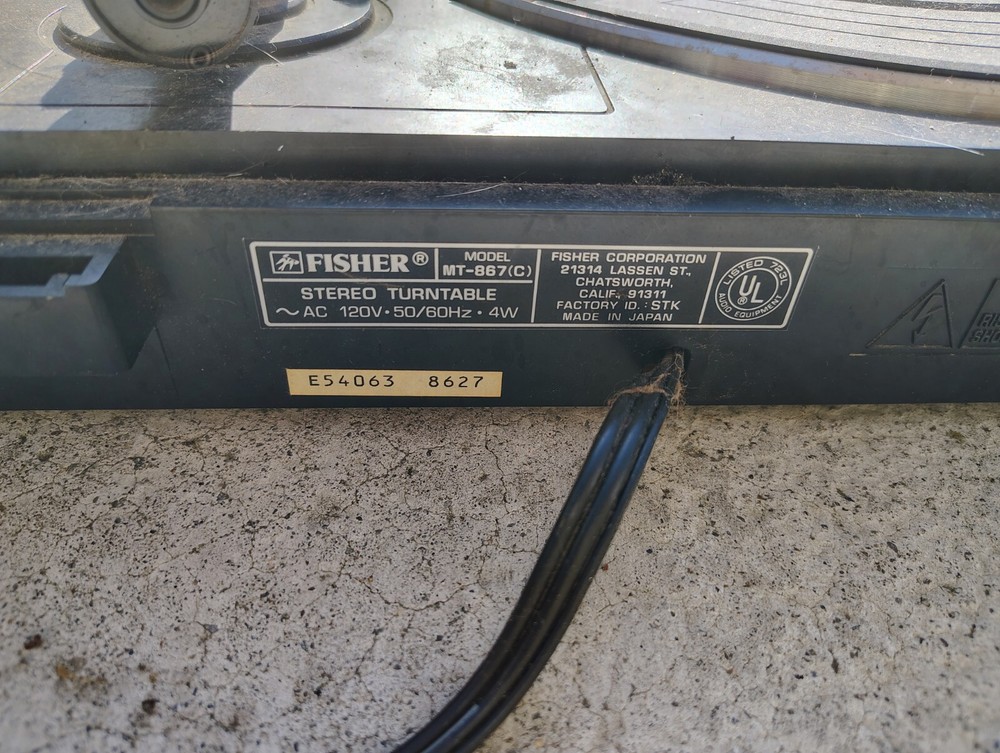 FISHER®
MODEL
MT-867(C)
STEREO TURNTABLE
~ AC 120V·50/60Hz·4W
FISHER CORPORATION
21314 LASSEN ST.,
CHATSWORTH,
CALIF. 91311
FACTORY ID.: STK
MADE IN JAPAN
LISTED 723L
UL®
AUDIO EQUIPMENT
E54063 8627